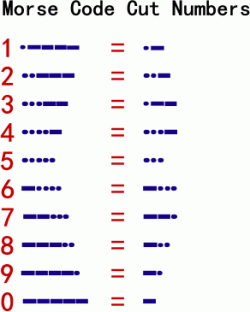 Morse Code Cut Numbers
1 •━━━━ = •━
2 ••━━━ = ••━
3 •••━━ = •━━
4 ••••━ = •••━
5 ••••• = •••
6 ━•••• = ━•••
7 ━━••• = ━━•
8 ━━━•• = ━••
9 ━━━━• = ━•
0 ━━━━━ = ━